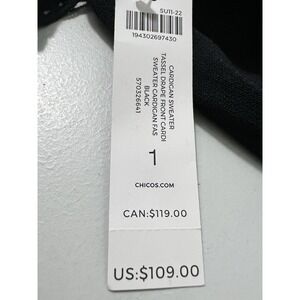 SU11-22
194302697430
CARDIGAN SWEATER
TASSEL DRAPE FRONT CARDI
SWEATER CARDIGAN FAS
BLACK
570326641
1
CHICOS.COM
CAN:$119.00
US:$109.00